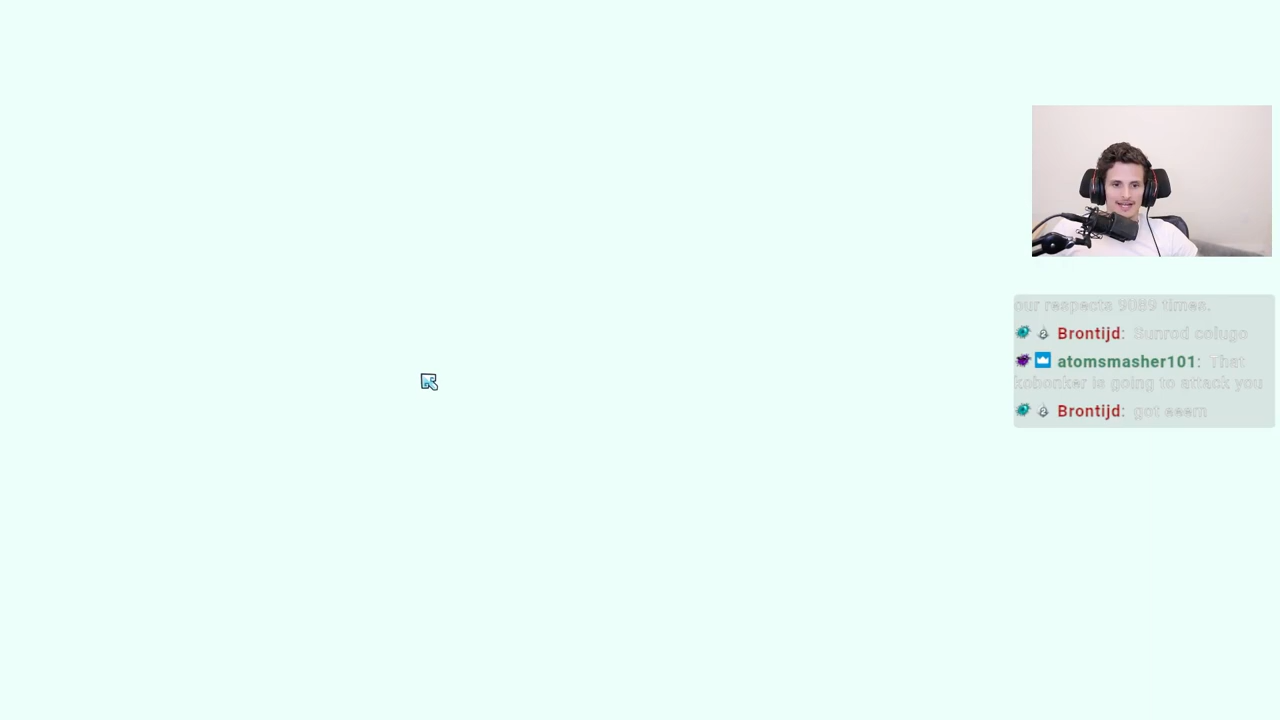 our respects 9089 times.
Brontijd: Sunrod colugo
atomsmasher101: That
kobonker is going to attack you
Brontijd: got eeem